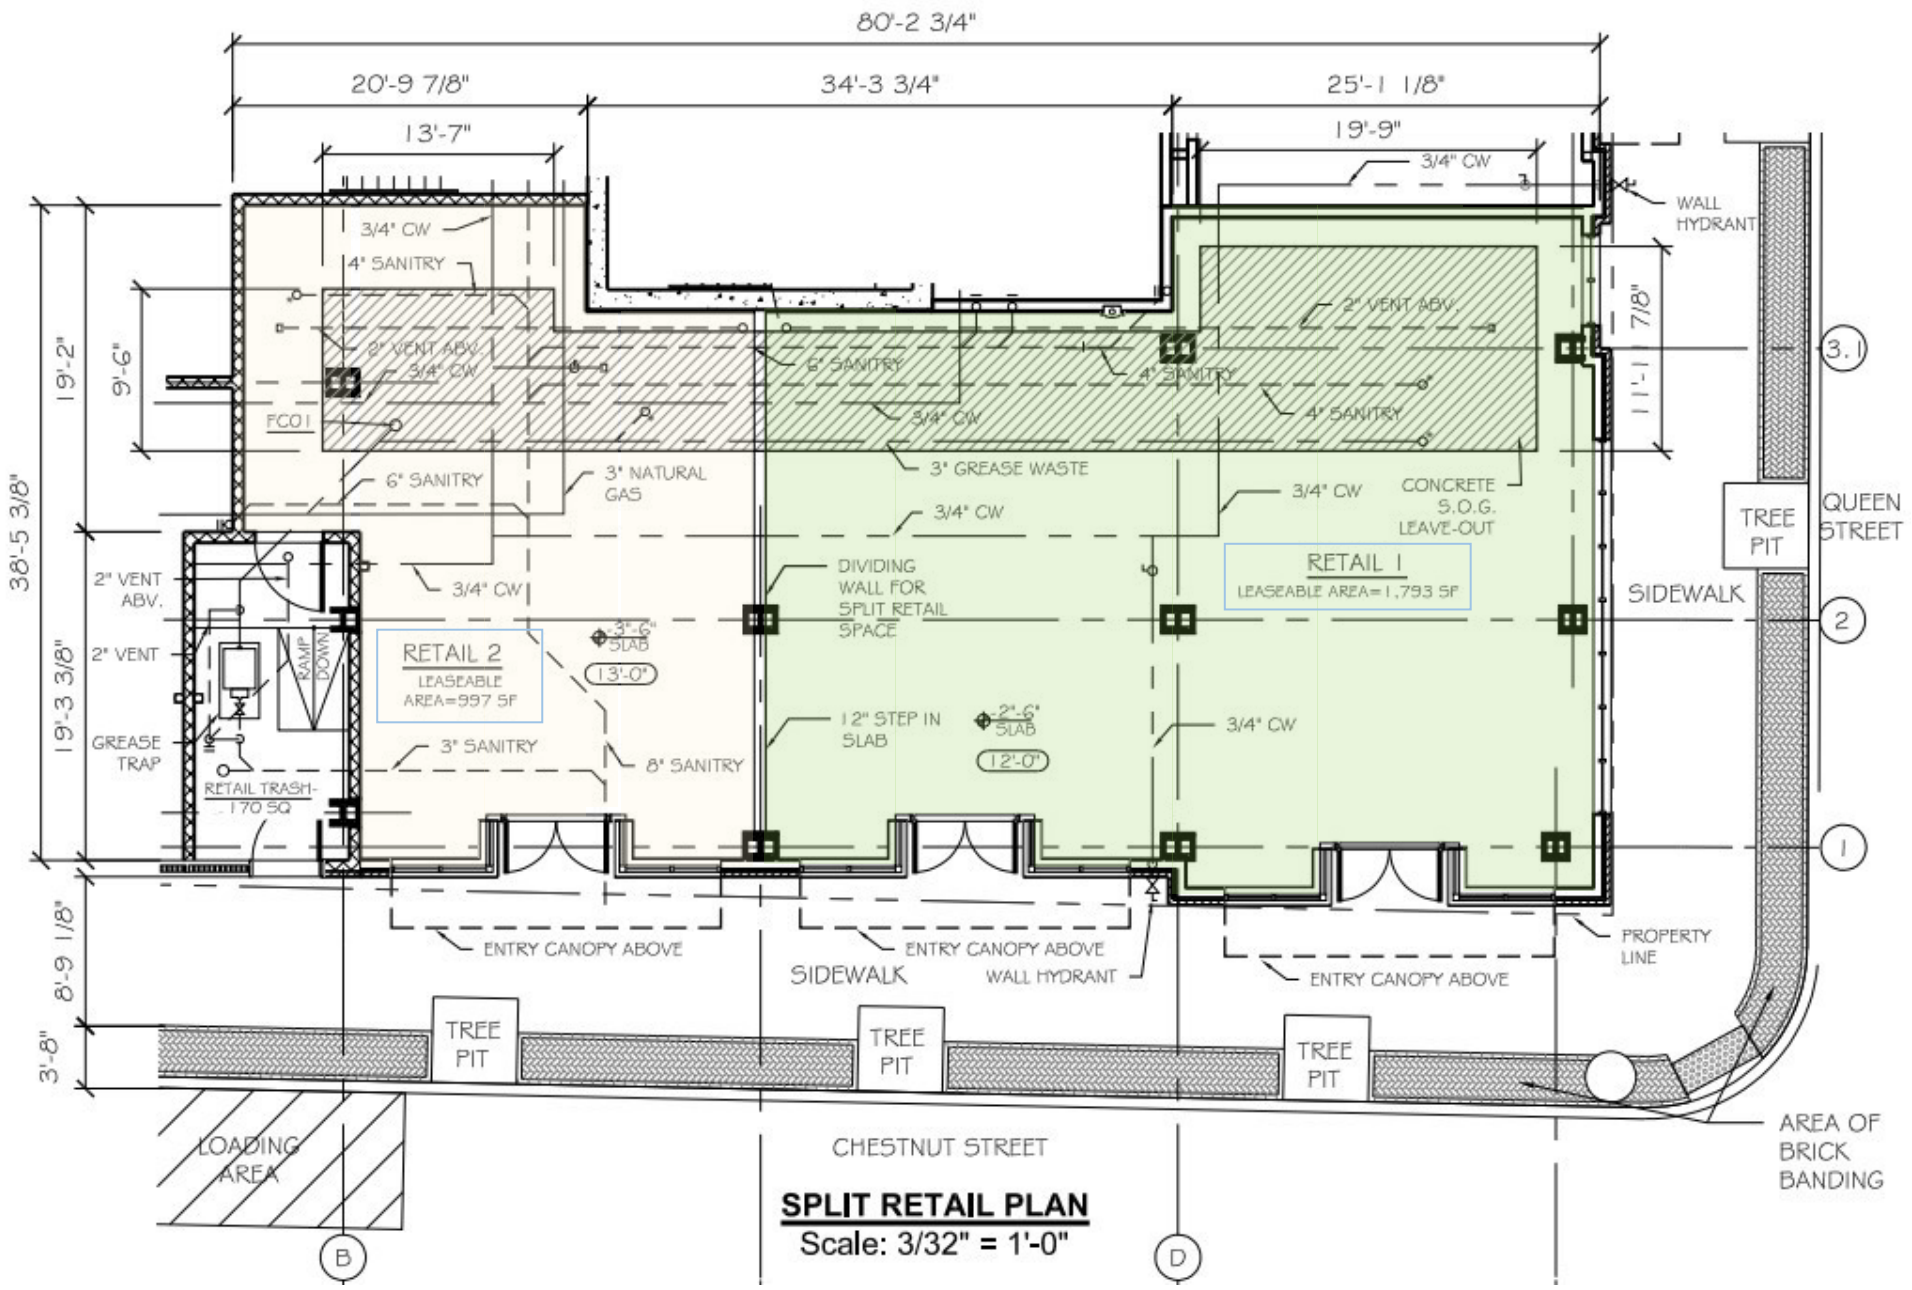 80'-2 3/4"
20'-9 7/8"
34'-3 3/4"
25'-1 1/8"
13'-7"
19'-9"
3/4" CW
WALL
HYDRANT
3/4" CW
4" SANITRY
2" VENT ABV.
2" VENT ABV.
3/4" CW
6" SANITRY
4" SANITRY
3.1
19'-2"
9'-6"
11'-1 7/8"
FCO1
3/4" CW
4" SANITRY
6" SANITRY
3" NATURAL
GAS
3" GREASE WASTE
3/4" CW
CONCRETE
S.O.G.
LEAVE-OUT
3/4" CW
TREE
PIT
QUEEN
STREET
38'-5 3/8"
2" VENT
ABV.
3/4" CW
DIVIDING
WALL FOR
SPLIT RETAIL
SPACE
RETAIL 1
LEASEABLE AREA=1,793 SF
SIDEWALK
2
2" VENT
RAMP
DOWN
RETAIL 2
LEASEABLE
AREA=997 SF
-3'-6"
SLAB
13'-0"
19'-3 3/8"
GREASE
TRAP
3" SANITRY
8" SANITRY
12" STEP IN
SLAB
-2'-6"
SLAB
12'-0"
3/4" CW
RETAIL TRASH-
170 SQ
1
8'-9 1/8"
ENTRY CANOPY ABOVE
ENTRY CANOPY ABOVE
ENTRY CANOPY ABOVE
SIDEWALK
WALL HYDRANT
PROPERTY
LINE
3'-8"
TREE
PIT
TREE
PIT
TREE
PIT
LOADING
AREA
CHESTNUT STREET
AREA OF
BRICK
BANDING
SPLIT RETAIL PLAN
Scale: 3/32" = 1'-0"
B
D